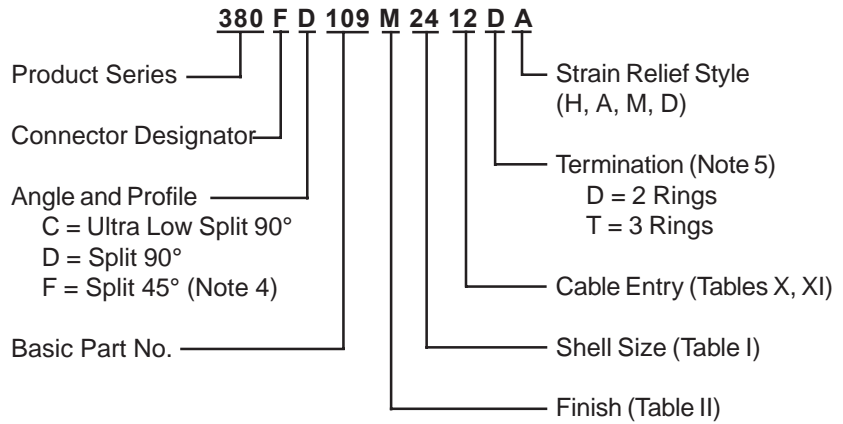 380 F D 109 M 24 12 D A
Product Series
Connector Designator
Angle and Profile
C = Ultra Low Split 90°
D = Split 90°
F = Split 45° (Note 4)
Basic Part No.
Strain Relief Style
(H, A, M, D)
Termination (Note 5)
D = 2 Rings
T = 3 Rings
Cable Entry (Tables X, XI)
Shell Size (Table I)
Finish (Table II)